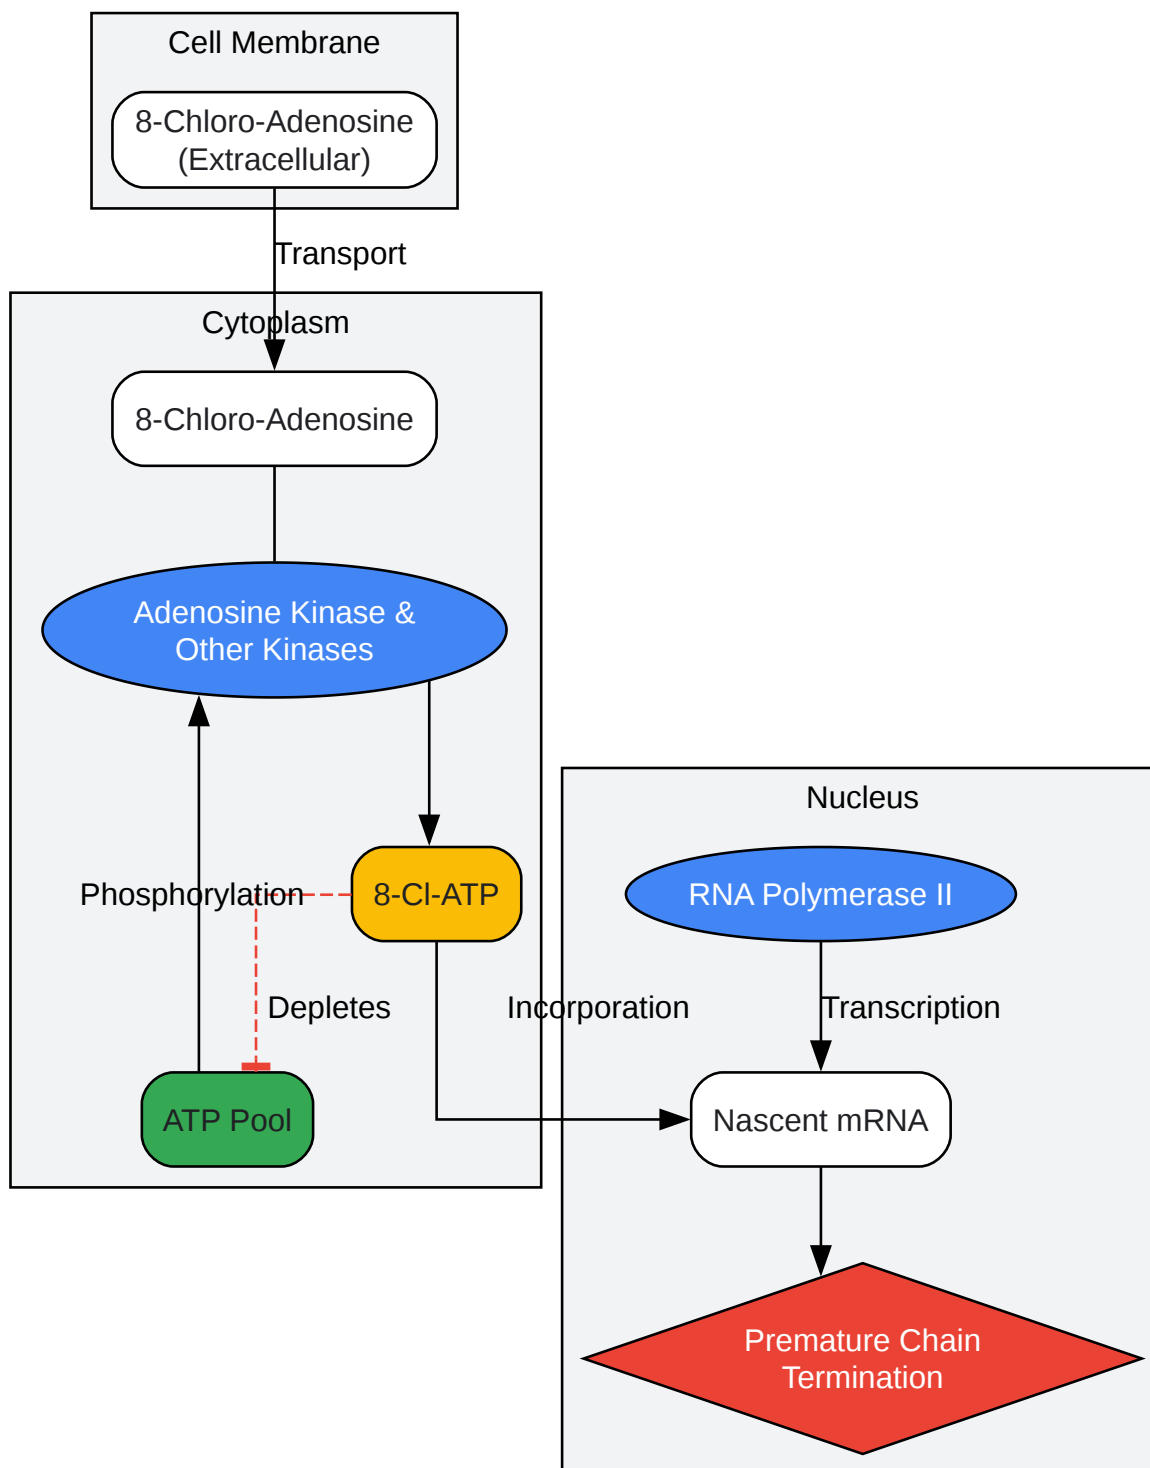 Cell Membrane
8-Chloro-Adenosine
(Extracellular)
Transport
Cytoplasm
8-Chloro-Adenosine
Adenosine Kinase &
Other Kinases
Nucleus
Phosphorylation
8-Cl-ATP
RNA Polymerase II
Depletes
Incorporation
Transcription
ATP Pool
Nascent mRNA
Premature Chain
Termination